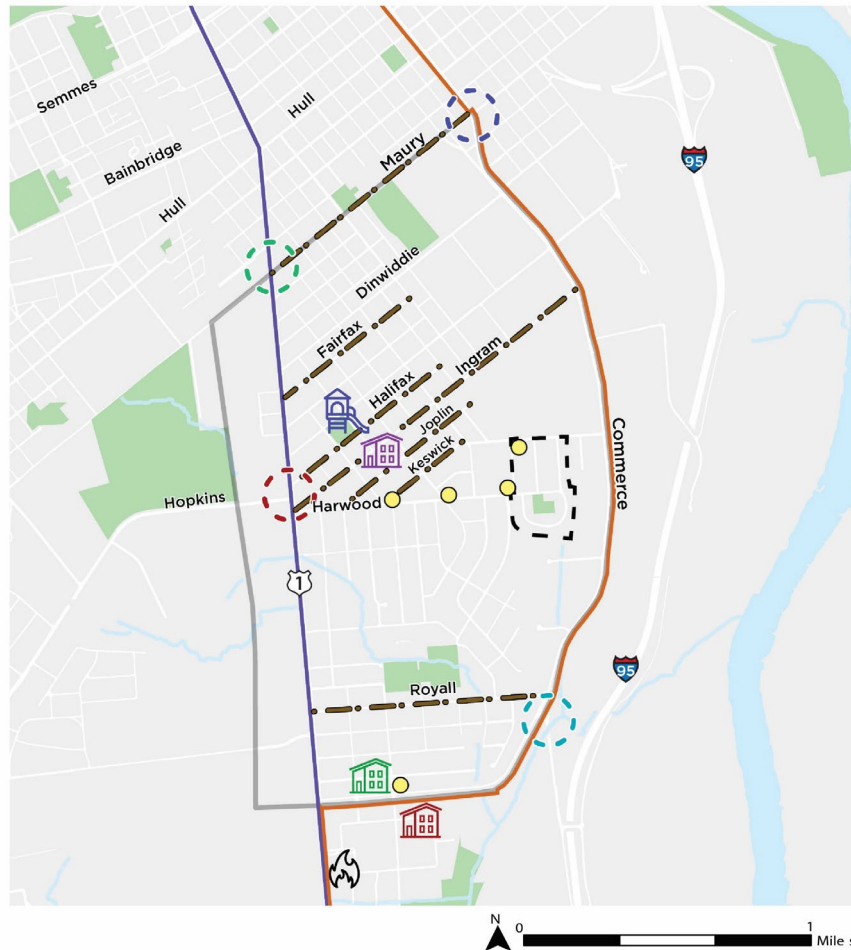 Semmes
Hull
Bainbridge
Maury
95
Hull
Dinwiddie
Fairfax
Ingram
Halifax
Joplin
Keswick
Commerce
Hopkins
Harwood
1
95
Royall
N
0
1
Mile